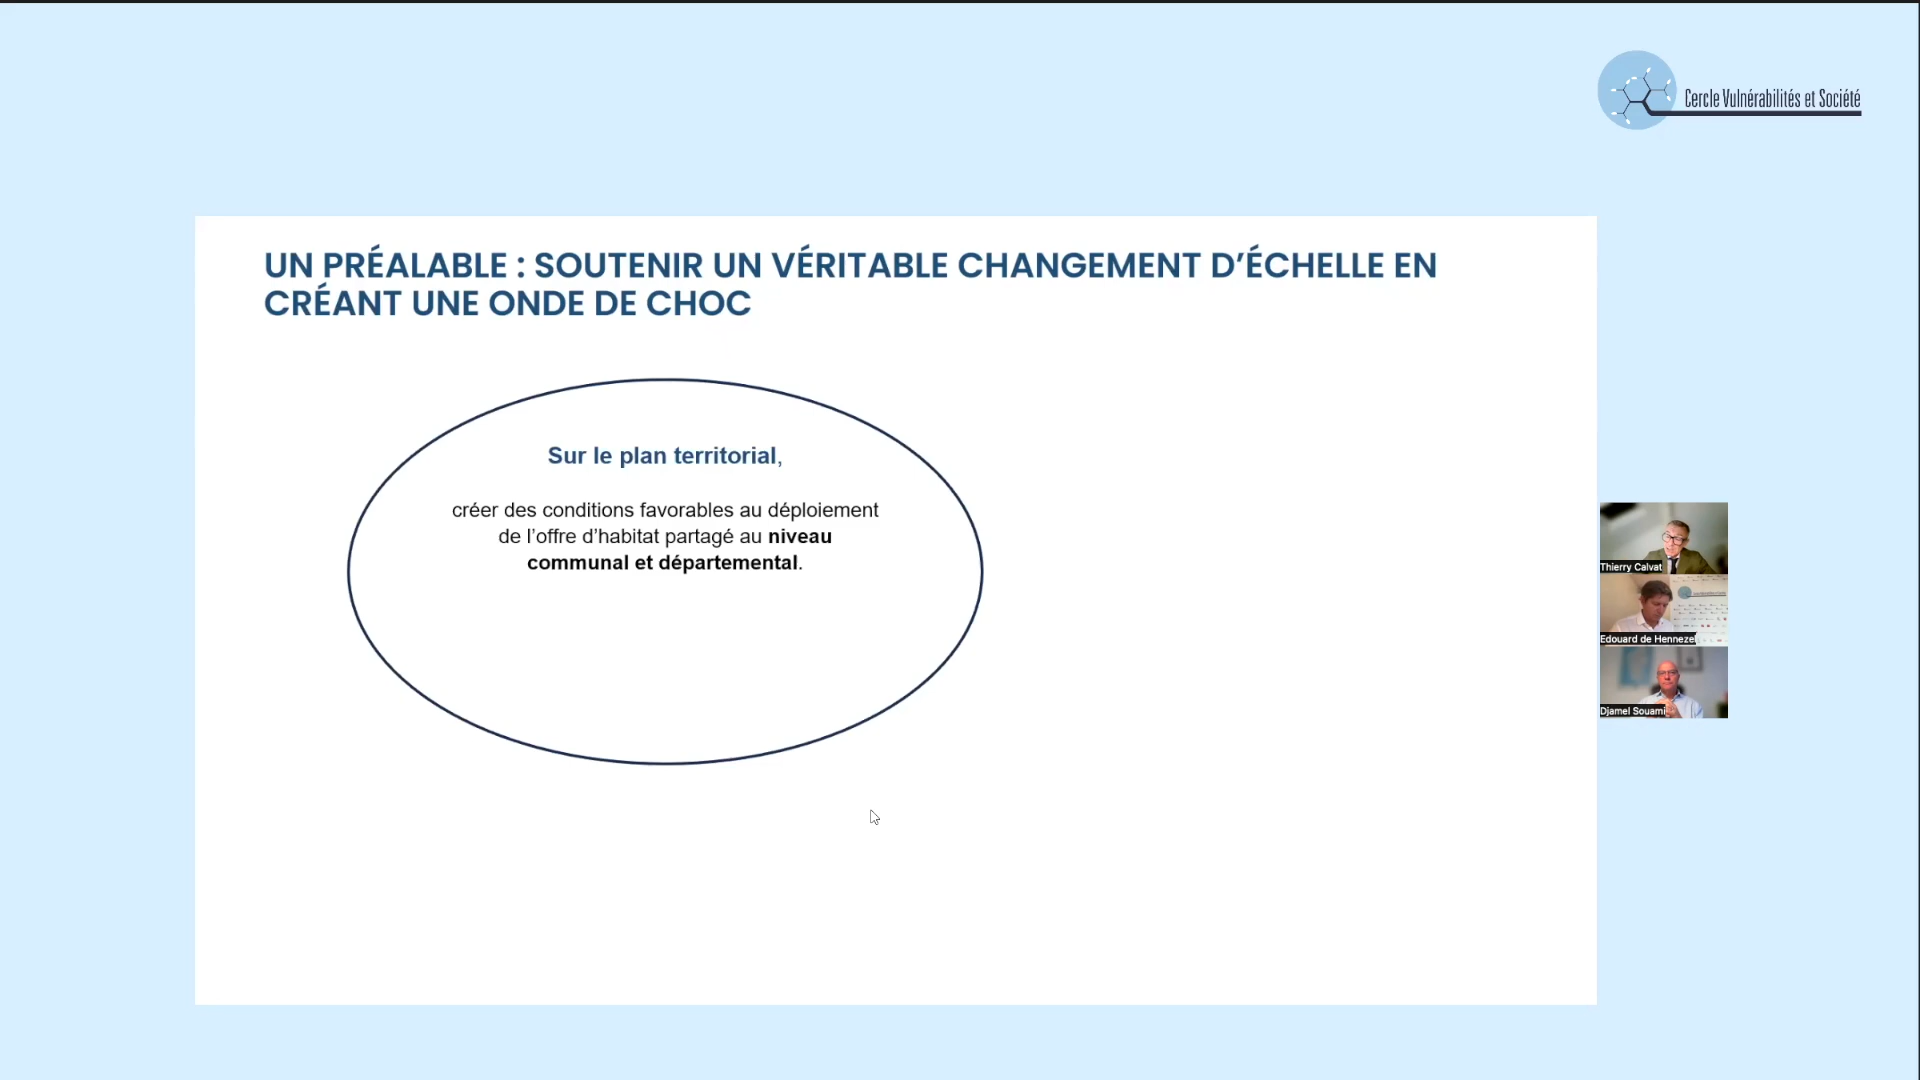 Cercle Vulnérabilités et Société
UN PRÉALABLE : SOUTENIR UN VÉRITABLE CHANGEMENT D’ÉCHELLE EN
CRÉANT UNE ONDE DE CHOC
Sur le plan territorial,
créer des conditions favorables au déploiement
de l’offre d’habitat partagé au niveau
communal et départemental.
Thierry Calvat
Edouard de Hennezel
Djamel Souami